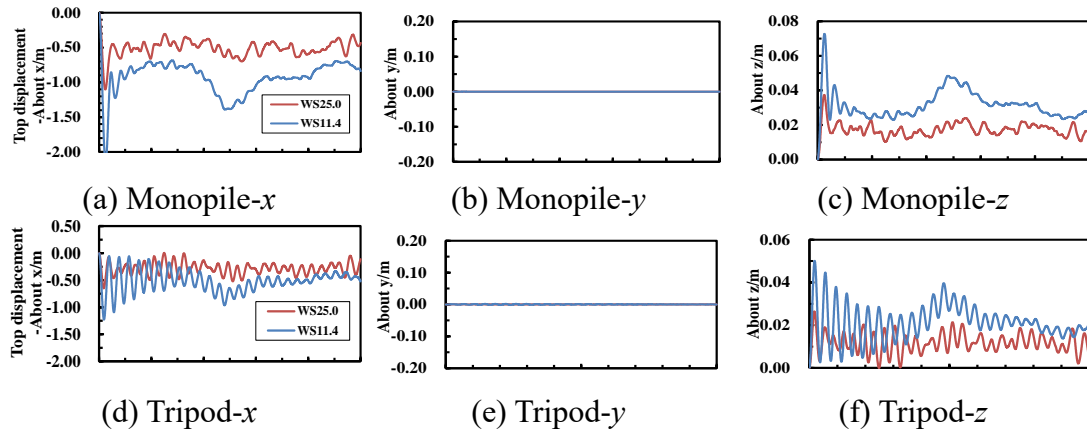 Top displacement
-About x/m
0.00
-0.50
-1.00
-1.50
-2.00
WS25.0
WS11.4
About y/m
0.20
0.10
0.00
-0.10
-0.20
About z/m
0.08
0.06
0.04
0.02
0.00
(a) Monopile-x
(b) Monopile-y
(c) Monopile-z
Top displacement
-About x/m
0.50
0.00
-0.50
-1.00
-1.50
-2.00
WS25.0
WS11.4
About y/m
0.20
0.10
0.00
-0.10
-0.20
About z/m
0.06
0.04
0.02
0.00
(d) Tripod-x
(e) Tripod-y
(f) Tripod-z